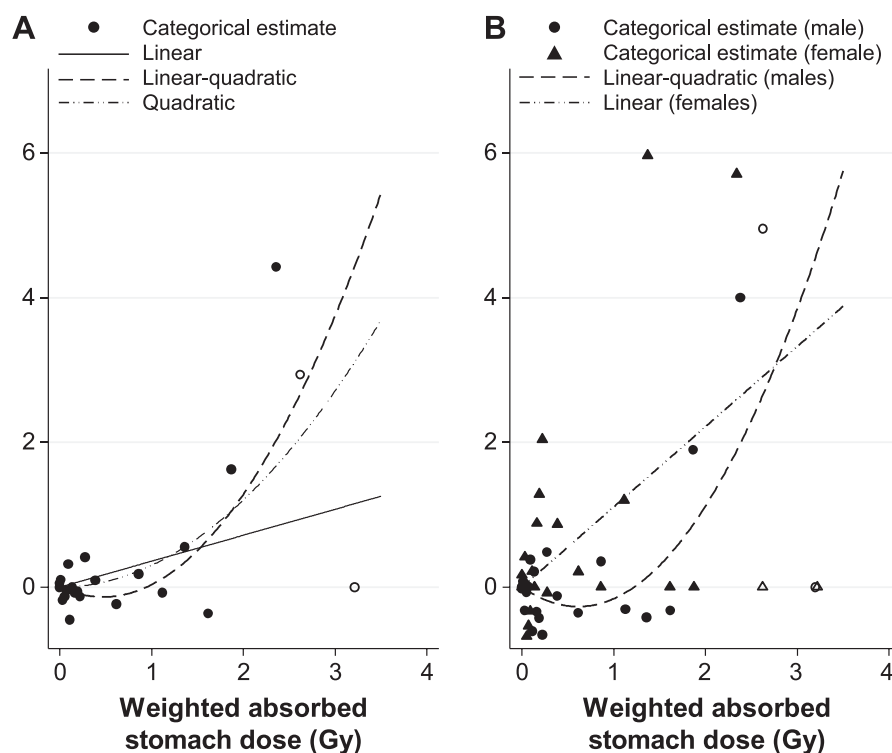 A
Categorical estimate
Linear
Linear-quadratic
Quadratic
6
4
2
0
0 1 2 3 4
Weighted absorbed
stomach dose (Gy)
B
Categorical estimate (male)
Categorical estimate (female)
Linear-quadratic (males)
Linear (females)
6
4
2
0
0 1 2 3 4
Weighted absorbed
stomach dose (Gy)